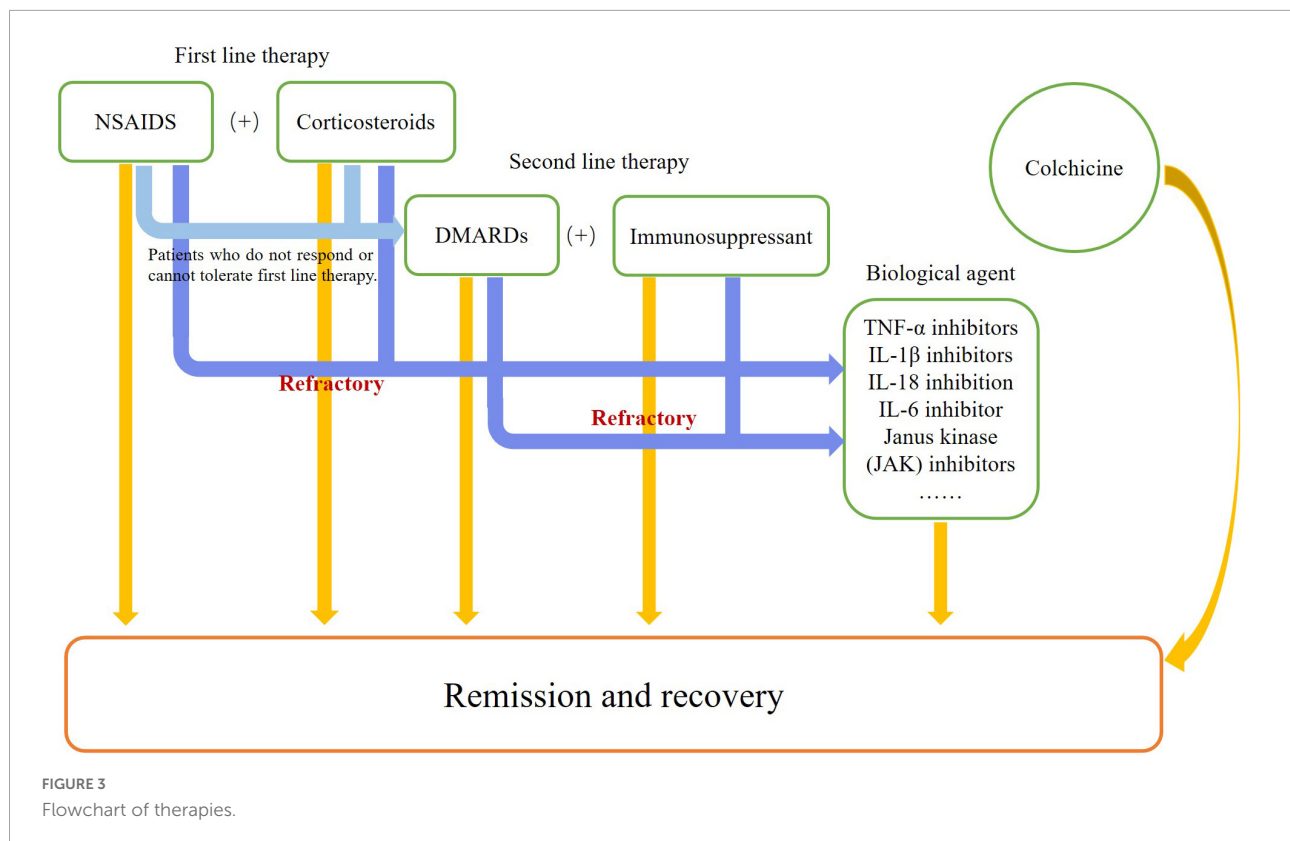 First line therapy
NSAIDS
(+)
Corticosteroids
Second line therapy
Patients who do not respond or
cannot tolerate first line therapy.
DMARDs
(+)
Immunosuppressant
Colchicine
Biological agent
TNF-α inhibitors
IL-1β inhibitors
IL-18 inhibition
IL-6 inhibitor
Janus kinase
(JAK) inhibitors
……
Refractory
Refractory
Remission and recovery
FIGURE 3
Flowchart of therapies.